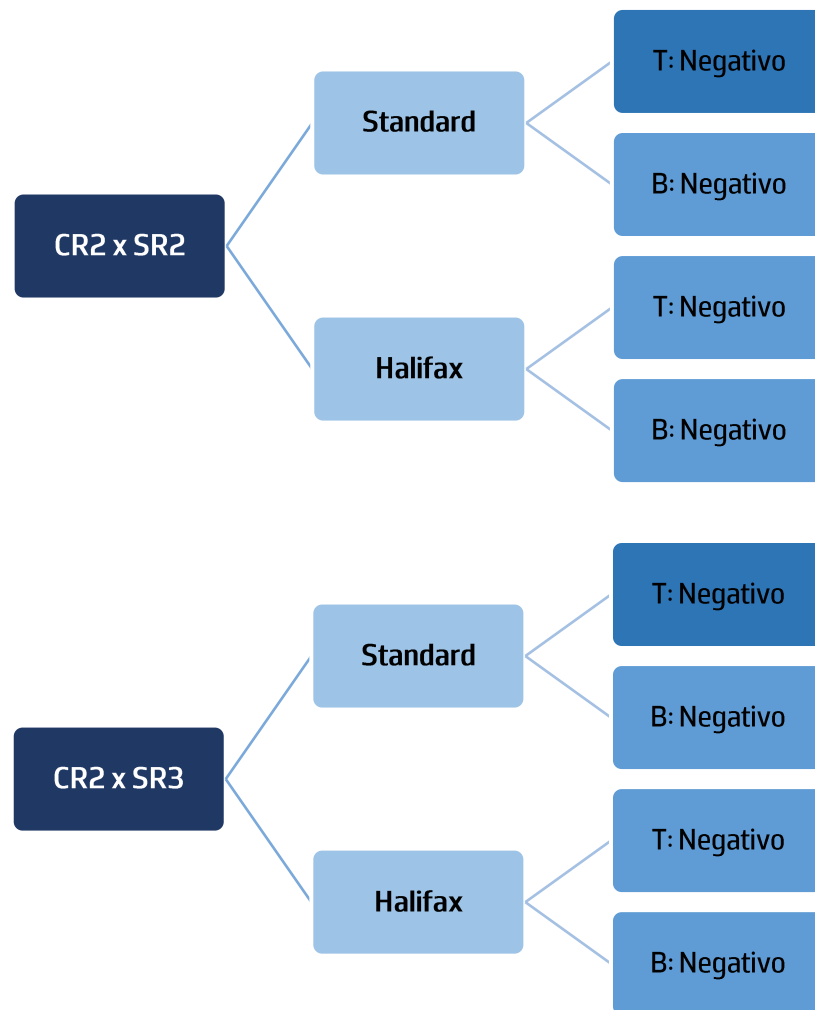 CR2 x SR2
Standard
T: Negativo
B: Negativo
Halifax
T: Negativo
B: Negativo
CR2 x SR3
Standard
T: Negativo
B: Negativo
Halifax
T: Negativo
B: Negativo